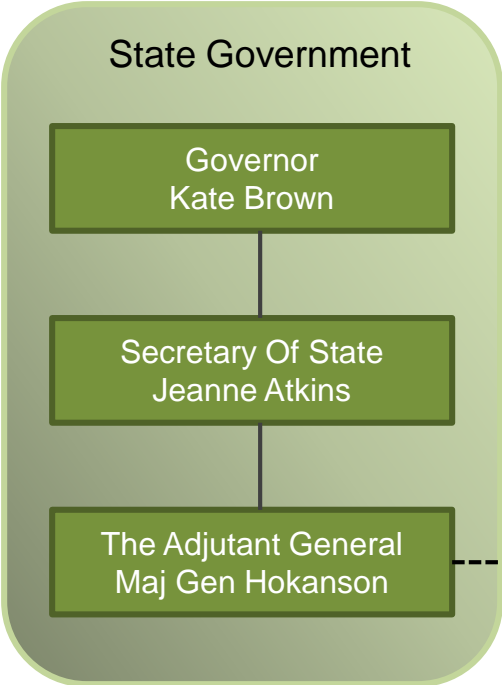 State Government
Governor
Kate Brown
Secretary Of State
Jeanne Atkins
The Adjutant General
Maj Gen Hokanson